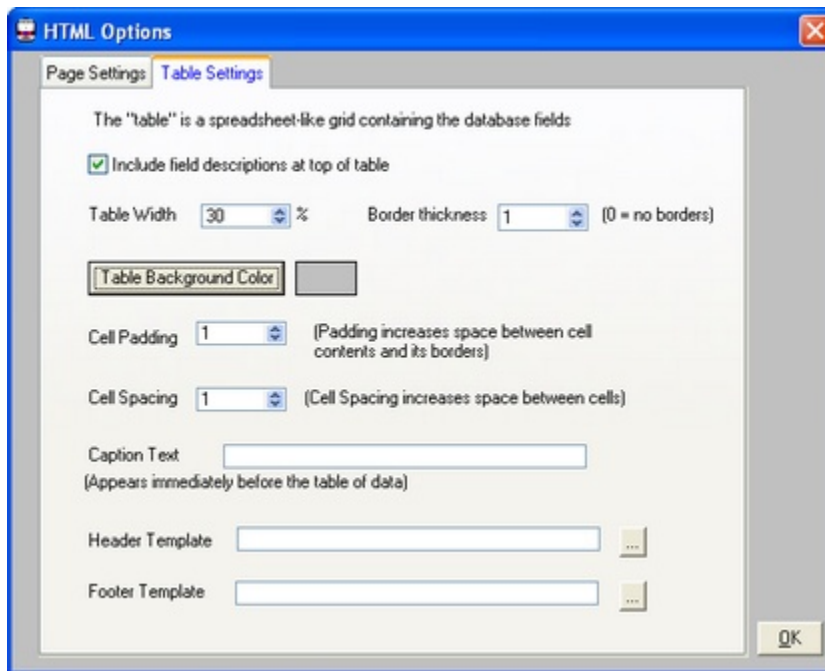 HTML Options
Page Settings Table Settings
The "table" is a spreadsheet-like grid containing the database fields
Include field descriptions at top of table
Table Width 30 % Border thickness 1 (0 = no borders)
Table Background Color
Cell Padding 1 (Padding increases space between cell
contents and its borders)
Cell Spacing 1 (Cell Spacing increases space between cells)
Caption Text
(Appears immediately before the table of data)
Header Template ...
Footer Template ...
OK